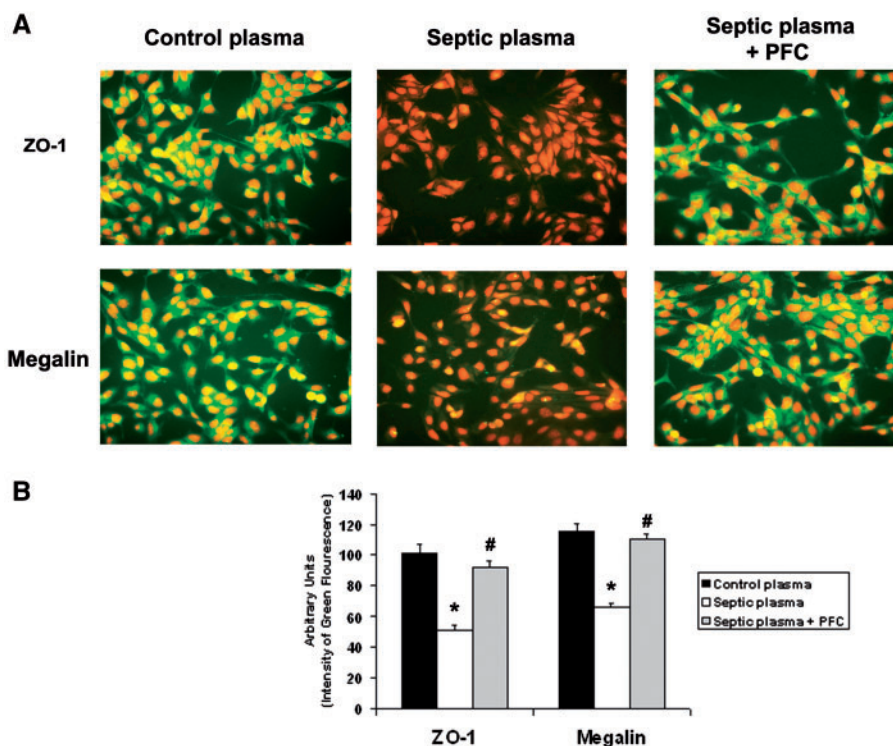 A
Control plasma
Septic plasma
Septic plasma
+ PFC
ZO-1
Megalin
B
140
120
100
80
60
40
20
0
Arbitrary Units
(Intensity of Green Flourescence)
*
#
*
#
ZO-1
Megalin
Control plasma
Septic plasma
Septic plasma + PFC